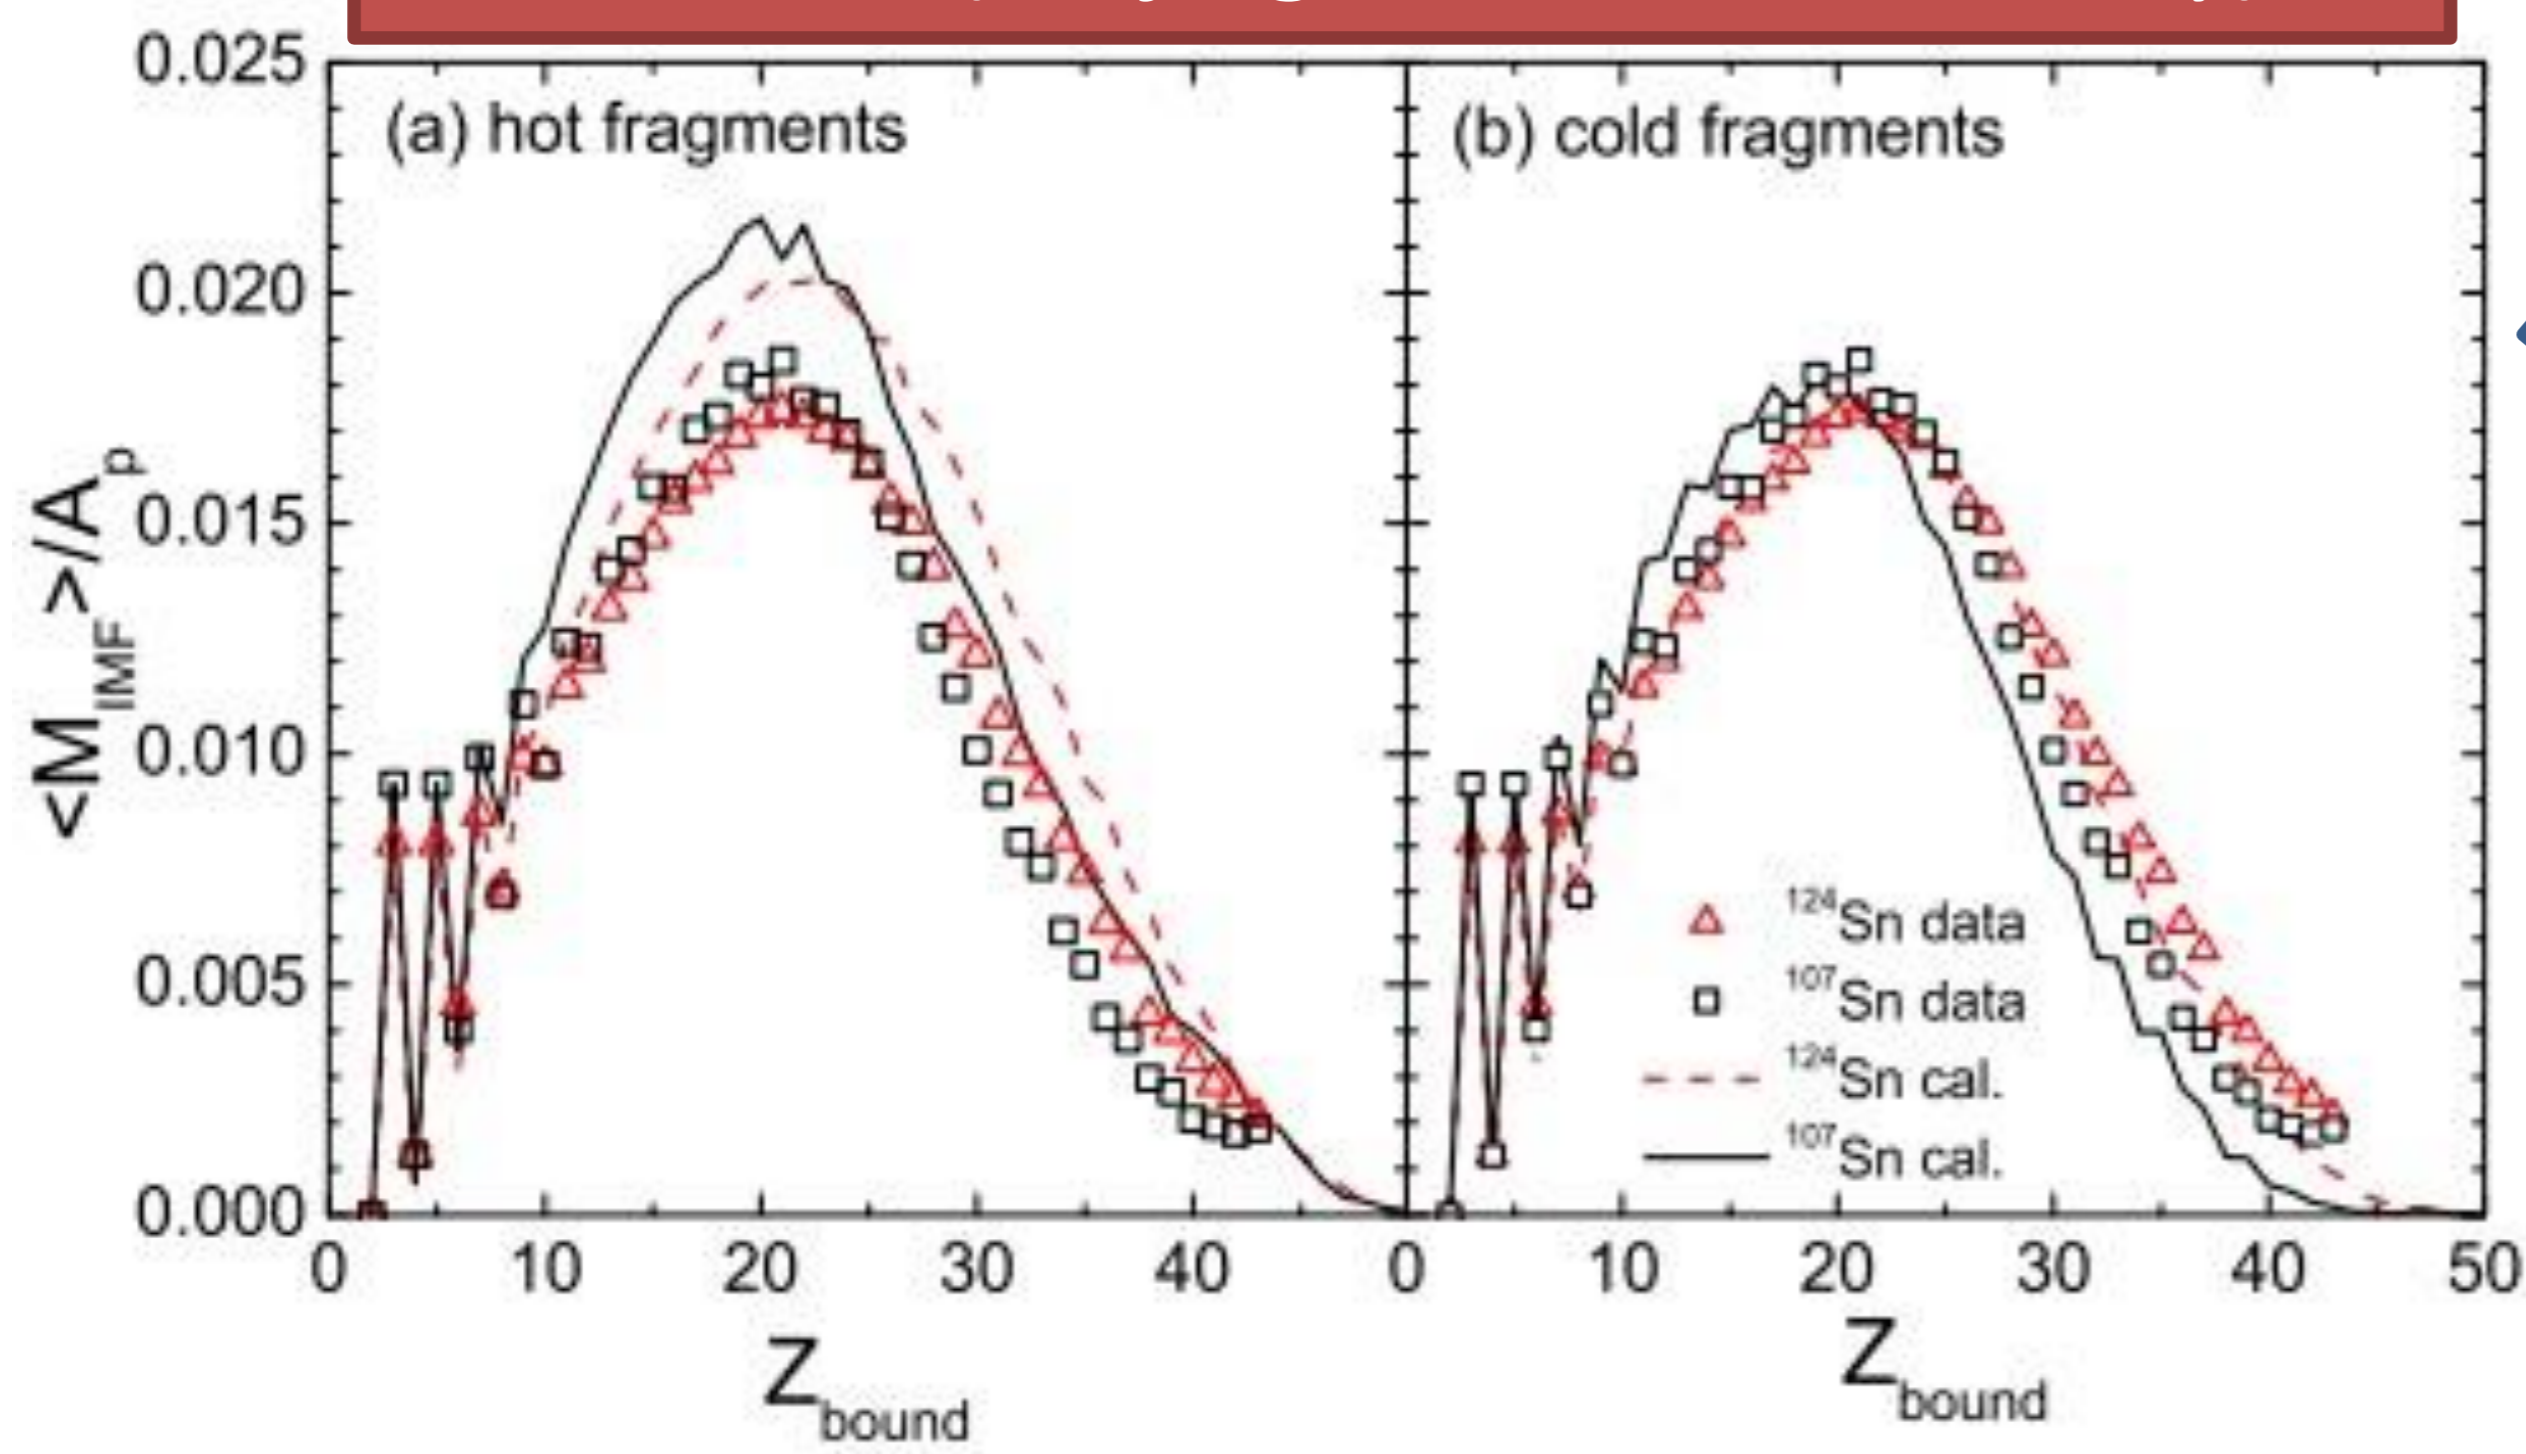 0.025
0.020
0.015
0.010
0.005
0.000
<M_IMF>/A_p
(a) hot fragments
0 10 20 30 40
Z_bound
(b) cold fragments
124Sn data
107Sn data
124Sn cal.
107Sn cal.
0 10 20 30 40 50
Z_bound